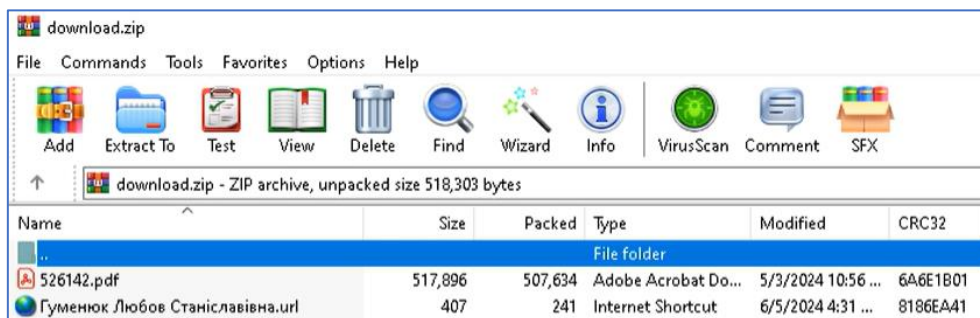 download.zip
File Commands Tools Favorites Options Help
Add Extract To Test View Delete Find Wizard Info VirusScan Comment SFX
download.zip - ZIP archive, unpacked size 518,303 bytes
Name Size Packed Type Modified CRC32
.. File folder
526142.pdf 517,896 507,634 Adobe Acrobat Do... 5/3/2024 10:56 ... 6A6E1B01
Гуменюк Любов Станіславівна.url 407 241 Internet Shortcut 6/5/2024 4:31 ... 8186EA41